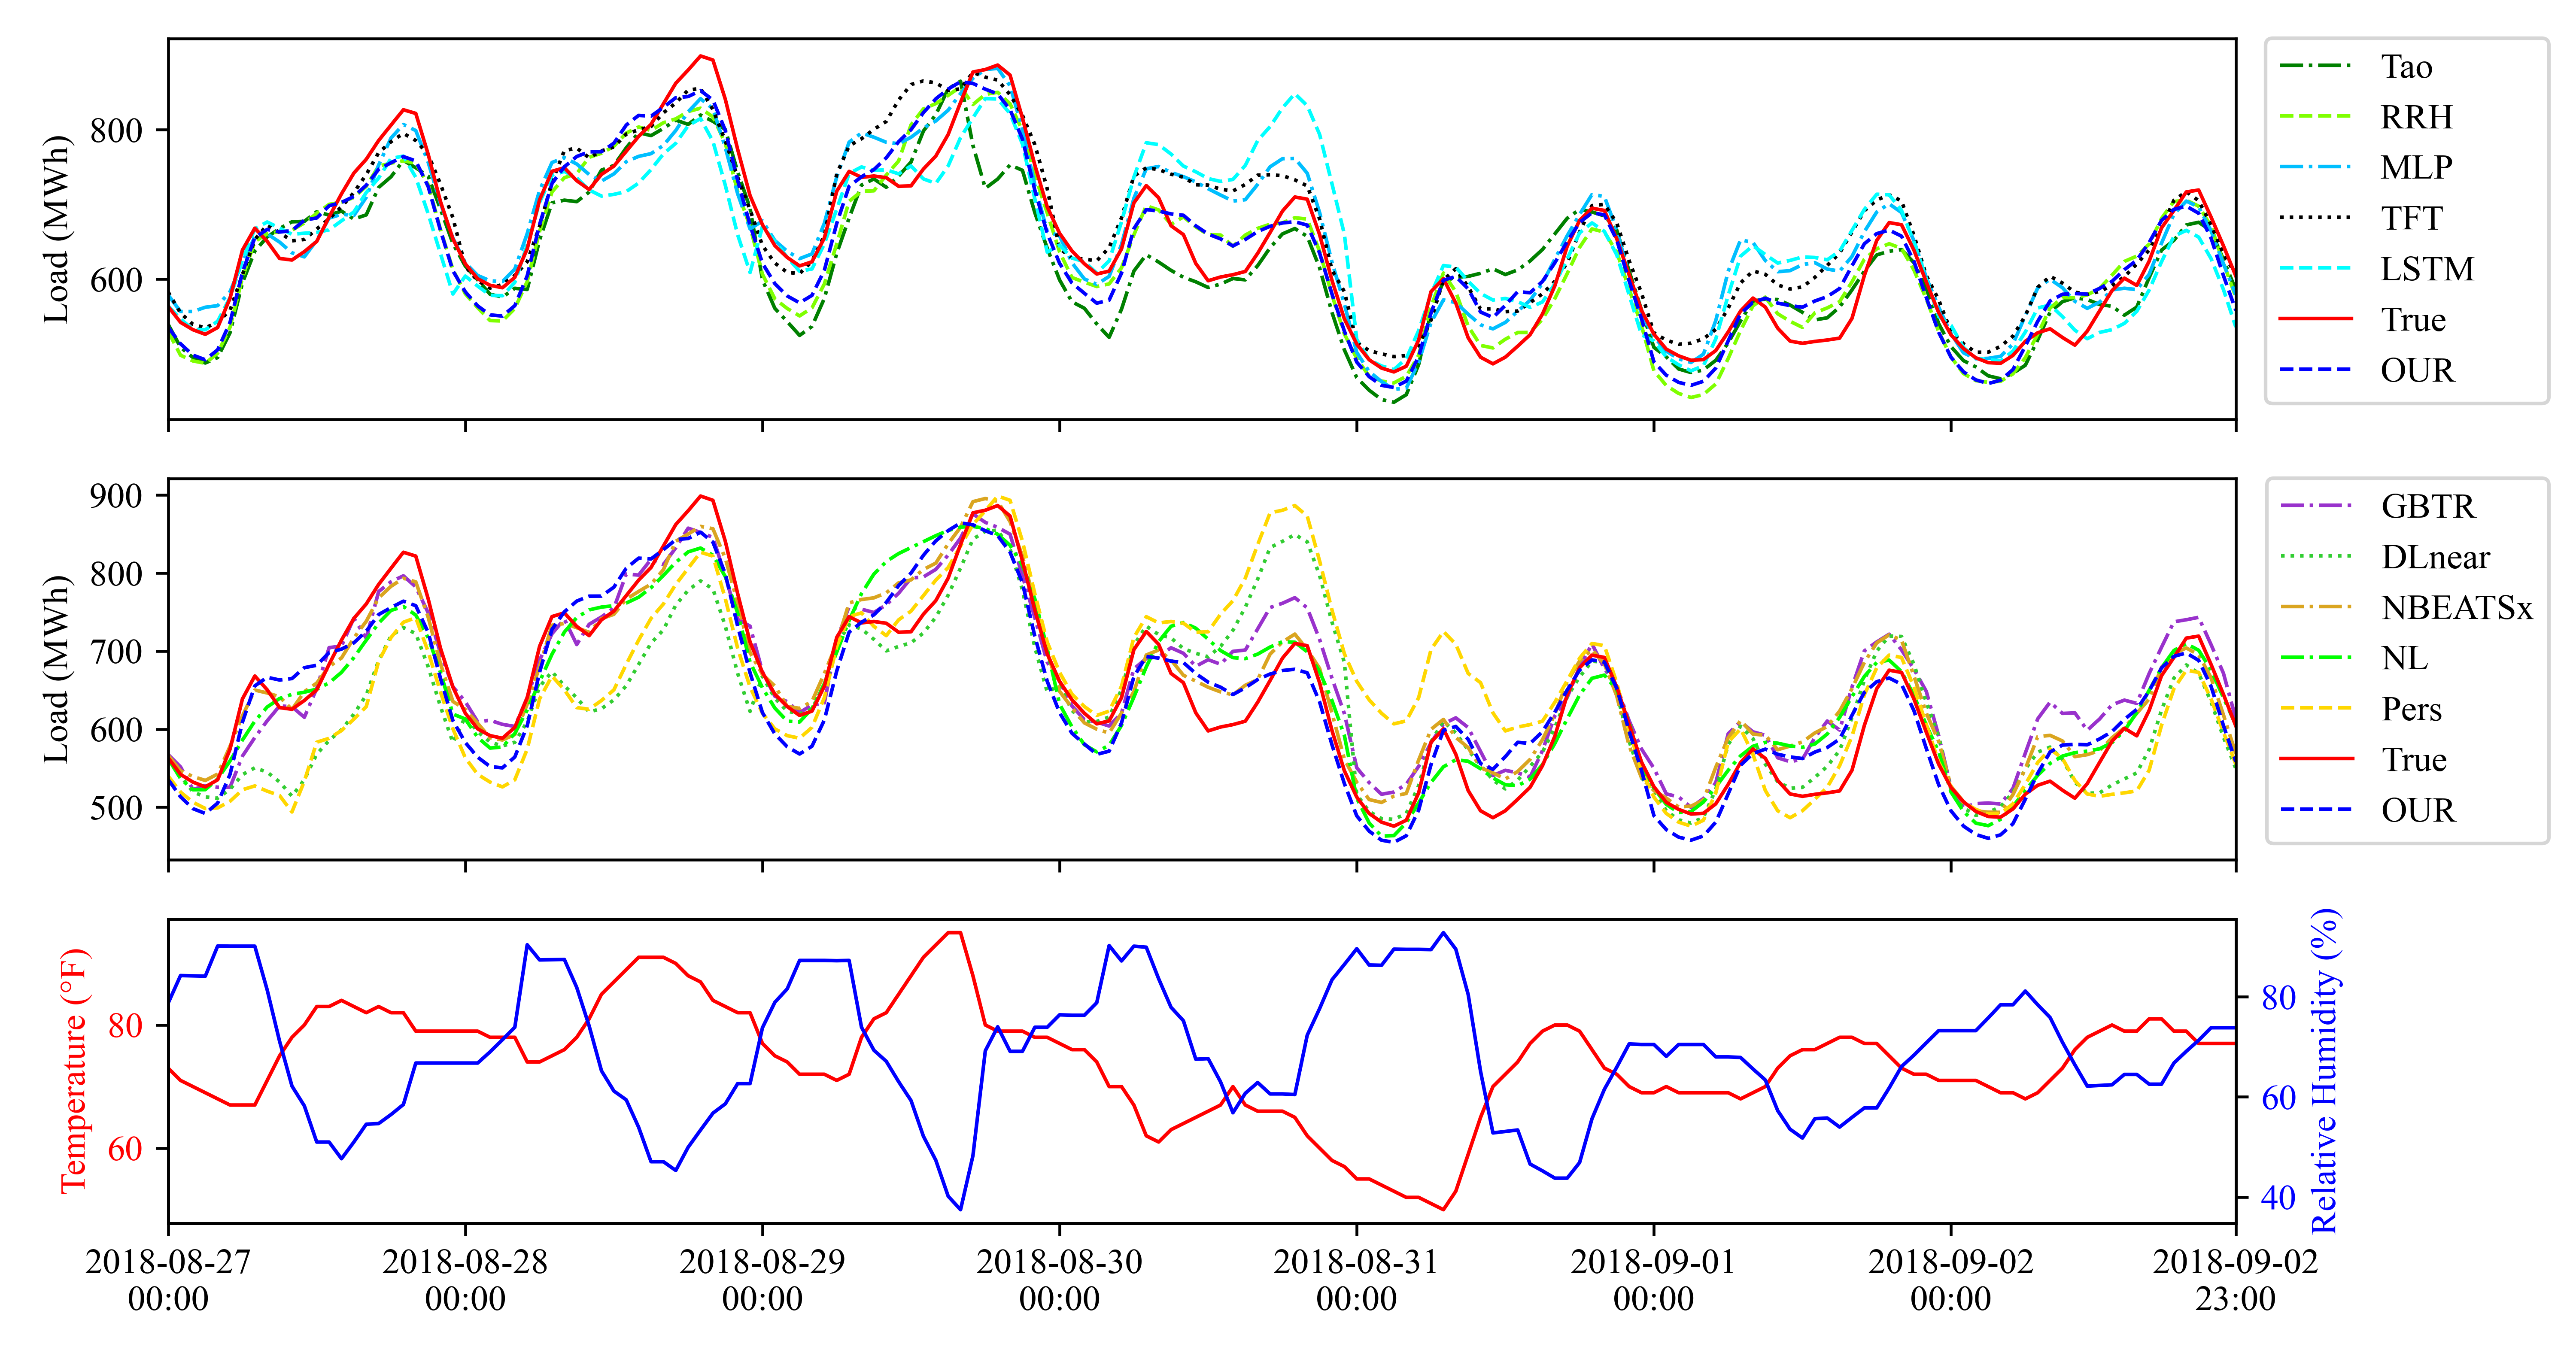 Load (MWh)
800
600
Tao
RRH
MLP
TFT
LSTM
True
OUR
Load (MWh)
900
800
700
600
500
GBTR
DLnear
NBEATSx
NL
Pers
True
OUR
Temperature (°F)
80
60
80
60
40
Relative Humidity (%)
2018-08-27
00:00
2018-08-28
00:00
2018-08-29
00:00
2018-08-30
00:00
2018-08-31
00:00
2018-09-01
00:00
2018-09-02
00:00
2018-09-02
23:00